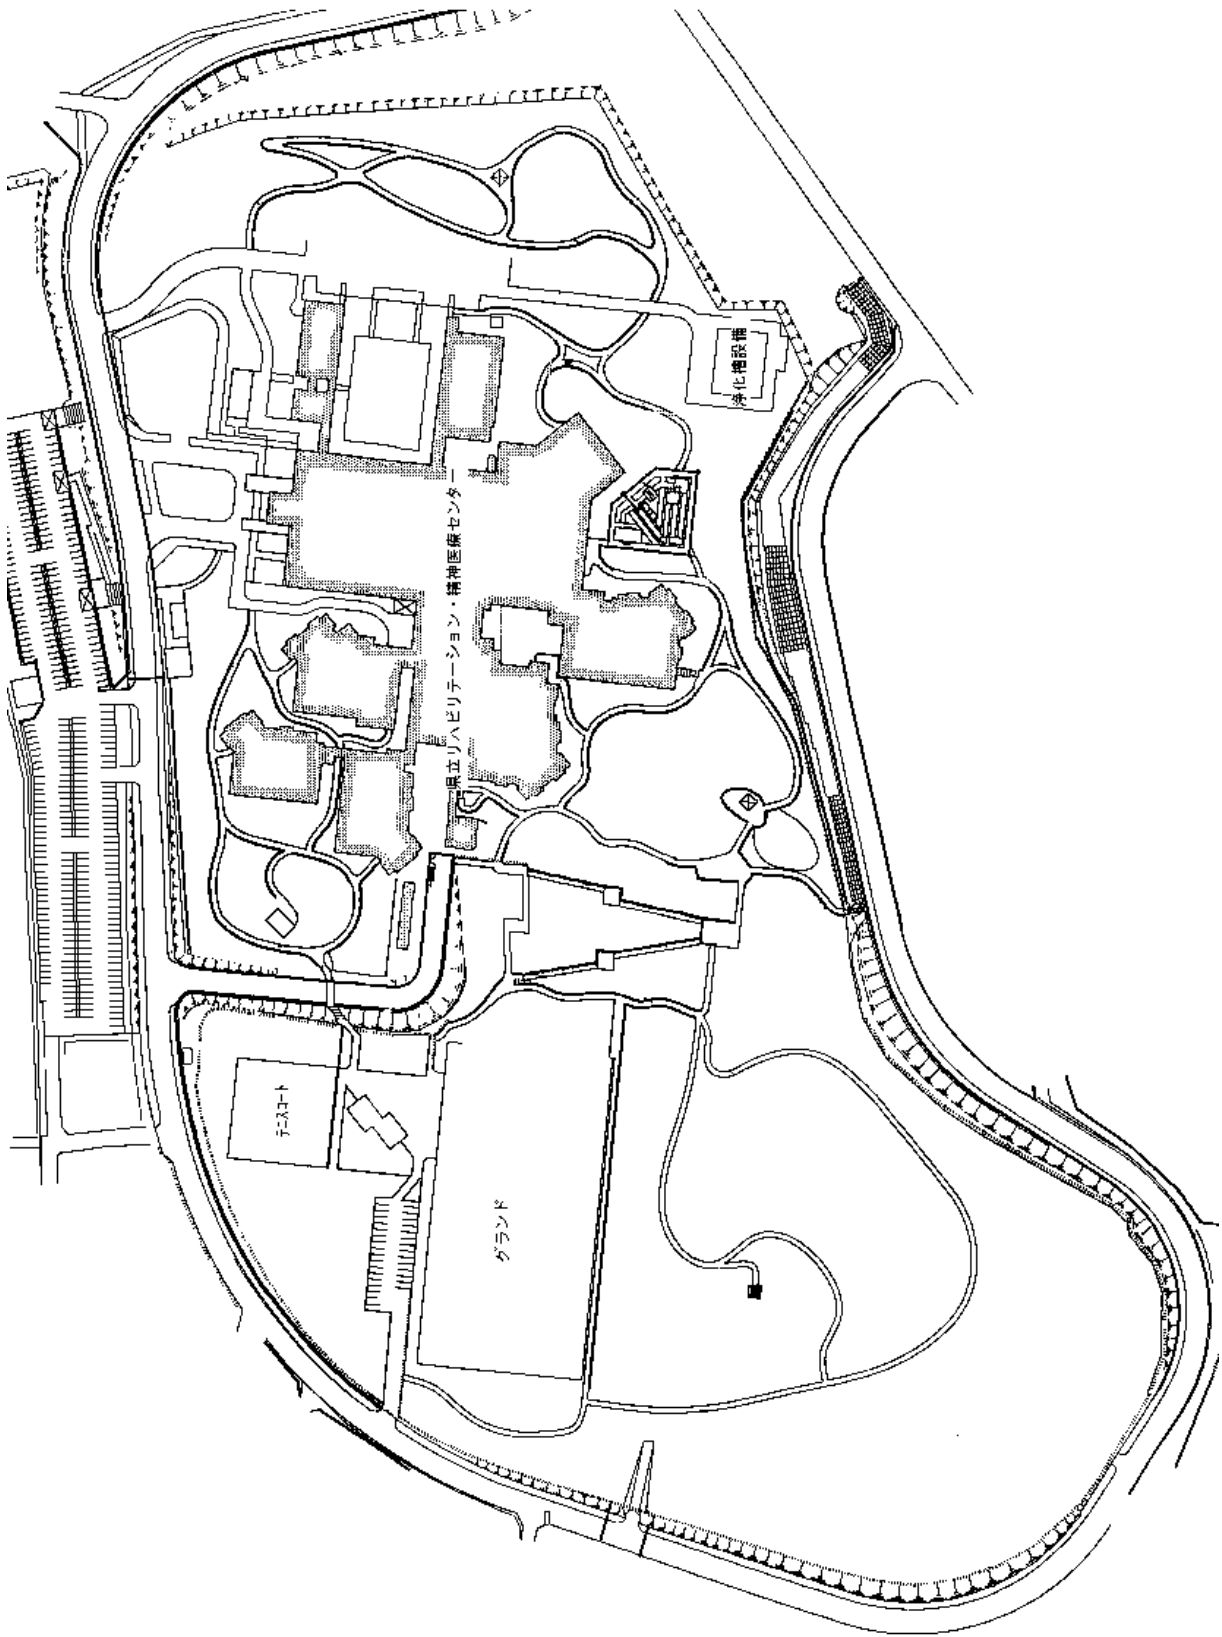 浄化槽設備
県立リハビリテーション・精神医療センター
テニスコート
グランド